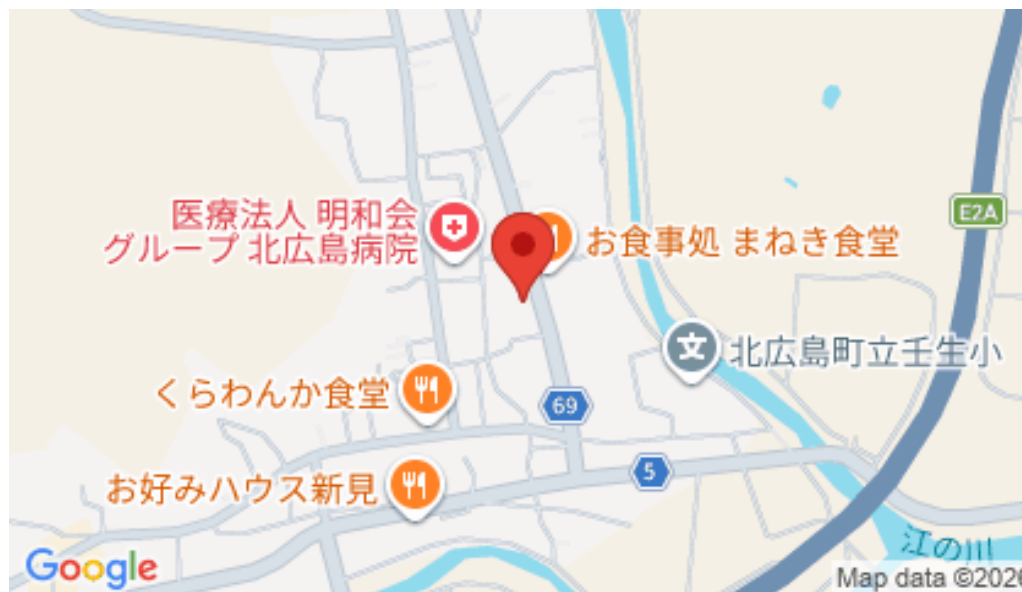 E2A
医療法人 明和会
グループ 北広島病院
お食事処 まねき食堂
文
北広島町立壬生小
くらわんか食堂
69
5
お好みハウス新見
江の川
Google
Map data ©2026